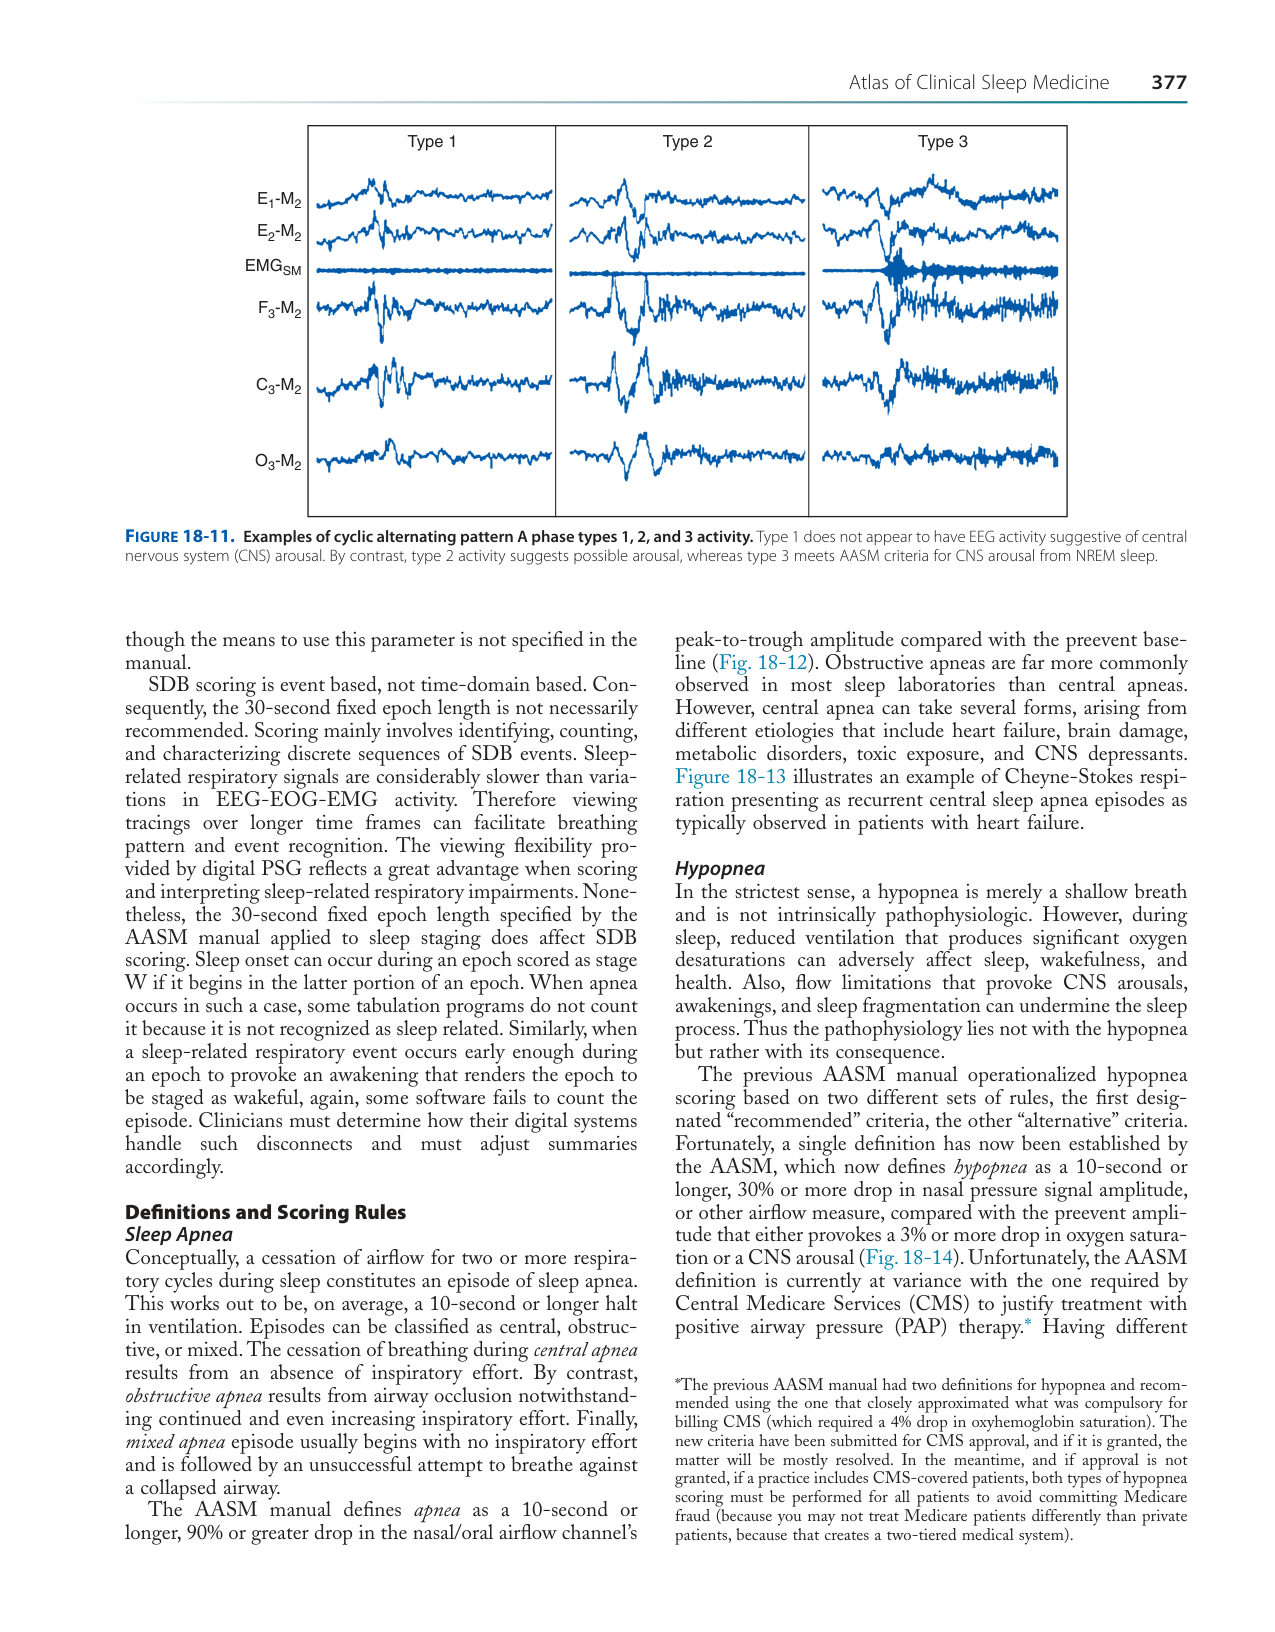 Atlas of Clinical Sleep Medicine 377
Type 1 Type 2 Type 3
E1-M2
E2-M2
EMGSM
F3-M2
C3-M2
O3-M2
FIGURE 18-11. Examples of cyclic alternating pattern A phase types 1, 2, and 3 activity. Type 1 does not appear to have EEG activity suggestive of central
nervous system (CNS) arousal. By contrast, type 2 activity suggests possible arousal, whereas type 3 meets AASM criteria for CNS arousal from NREM sleep.
though the means to use this parameter is not specified in the
manual.
SDB scoring is event based, not time-domain based. Con-
sequently, the 30-second fixed epoch length is not necessarily
recommended. Scoring mainly involves identifying, counting,
and characterizing discrete sequences of SDB events. Sleep-
related respiratory signals are considerably slower than varia-
tions in EEG-EOG-EMG activity. Therefore viewing
tracings over longer time frames can facilitate breathing
pattern and event recognition. The viewing flexibility pro-
vided by digital PSG reflects a great advantage when scoring
and interpreting sleep-related respiratory impairments. None-
theless, the 30-second fixed epoch length specified by the
AASM manual applied to sleep staging does affect SDB
scoring. Sleep onset can occur during an epoch scored as stage
W if it begins in the latter portion of an epoch. When apnea
occurs in such a case, some tabulation programs do not count
it because it is not recognized as sleep related. Similarly, when
a sleep-related respiratory event occurs early enough during
an epoch to provoke an awakening that renders the epoch to
be staged as wakeful, again, some software fails to count the
episode. Clinicians must determine how their digital systems
handle such disconnects and must adjust summaries
accordingly.
Definitions and Scoring Rules
Sleep Apnea
Conceptually, a cessation of airflow for two or more respira-
tory cycles during sleep constitutes an episode of sleep apnea.
This works out to be, on average, a 10-second or longer halt
in ventilation. Episodes can be classified as central, obstruc-
tive, or mixed. The cessation of breathing during central apnea
results from an absence of inspiratory effort. By contrast,
obstructive apnea results from airway occlusion notwithstand-
ing continued and even increasing inspiratory effort. Finally,
mixed apnea episode usually begins with no inspiratory effort
and is followed by an unsuccessful attempt to breathe against
a collapsed airway.
The AASM manual defines apnea as a 10-second or
longer, 90% or greater drop in the nasal/oral airflow channel's
peak-to-trough amplitude compared with the preevent base-
line (Fig. 18-12). Obstructive apneas are far more commonly
observed in most sleep laboratories than central apneas.
However, central apnea can take several forms, arising from
different etiologies that include heart failure, brain damage,
metabolic disorders, toxic exposure, and CNS depressants.
Figure 18-13 illustrates an example of Cheyne-Stokes respi-
ration presenting as recurrent central sleep apnea episodes as
typically observed in patients with heart failure.
Hypopnea
In the strictest sense, a hypopnea is merely a shallow breath
and is not intrinsically pathophysiologic. However, during
sleep, reduced ventilation that produces significant oxygen
desaturations can adversely affect sleep, wakefulness, and
health. Also, flow limitations that provoke CNS arousals,
awakenings, and sleep fragmentation can undermine the sleep
process. Thus the pathophysiology lies not with the hypopnea
but rather with its consequence.
The previous AASM manual operationalized hypopnea
scoring based on two different sets of rules, the first desig-
nated “recommended” criteria, the other “alternative” criteria.
Fortunately, a single definition has now been established by
the AASM, which now defines hypopnea as a 10-second or
longer, 30% or more drop in nasal pressure signal amplitude,
or other airflow measure, compared with the preevent ampli-
tude that either provokes a 3% or more drop in oxygen satura-
tion or a CNS arousal (Fig. 18-14). Unfortunately, the AASM
definition is currently at variance with the one required by
Central Medicare Services (CMS) to justify treatment with
positive airway pressure (PAP) therapy.* Having different
*The previous AASM manual had two definitions for hypopnea and recom-
mended using the one that closely approximated what was compulsory for
billing CMS (which required a 4% drop in oxyhemoglobin saturation). The
new criteria have been submitted for CMS approval, and if it is granted, the
matter will be mostly resolved. In the meantime, and if approval is not
granted, if a practice includes CMS-covered patients, both types of hypopnea
scoring must be performed for all patients to avoid committing Medicare
fraud (because you may not treat Medicare patients differently than private
patients, because that creates a two-tiered medical system).